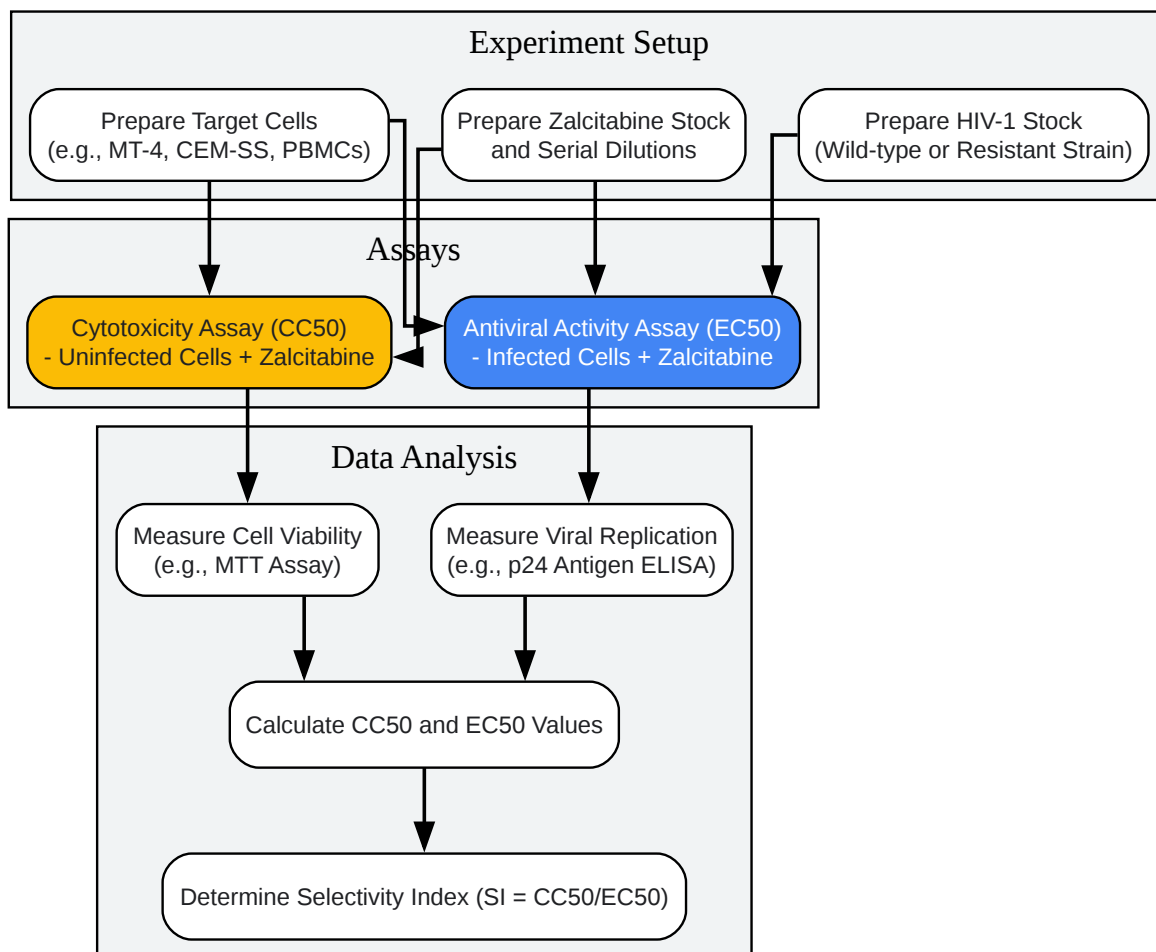 Experiment Setup
Prepare Target Cells
(e.g., MT-4, CEM-SS, PBMCs)
Prepare Zalcitabine Stock
and Serial Dilutions
Prepare HIV-1 Stock
(Wild-type or Resistant Strain)
Assays
Cytotoxicity Assay (CC50)
- Uninfected Cells + Zalcitabine
Antiviral Activity Assay (EC50)
- Infected Cells + Zalcitabine
Data Analysis
Measure Cell Viability
(e.g., MTT Assay)
Measure Viral Replication
(e.g., p24 Antigen ELISA)
Calculate CC50 and EC50 Values
Determine Selectivity Index (SI = CC50/EC50)